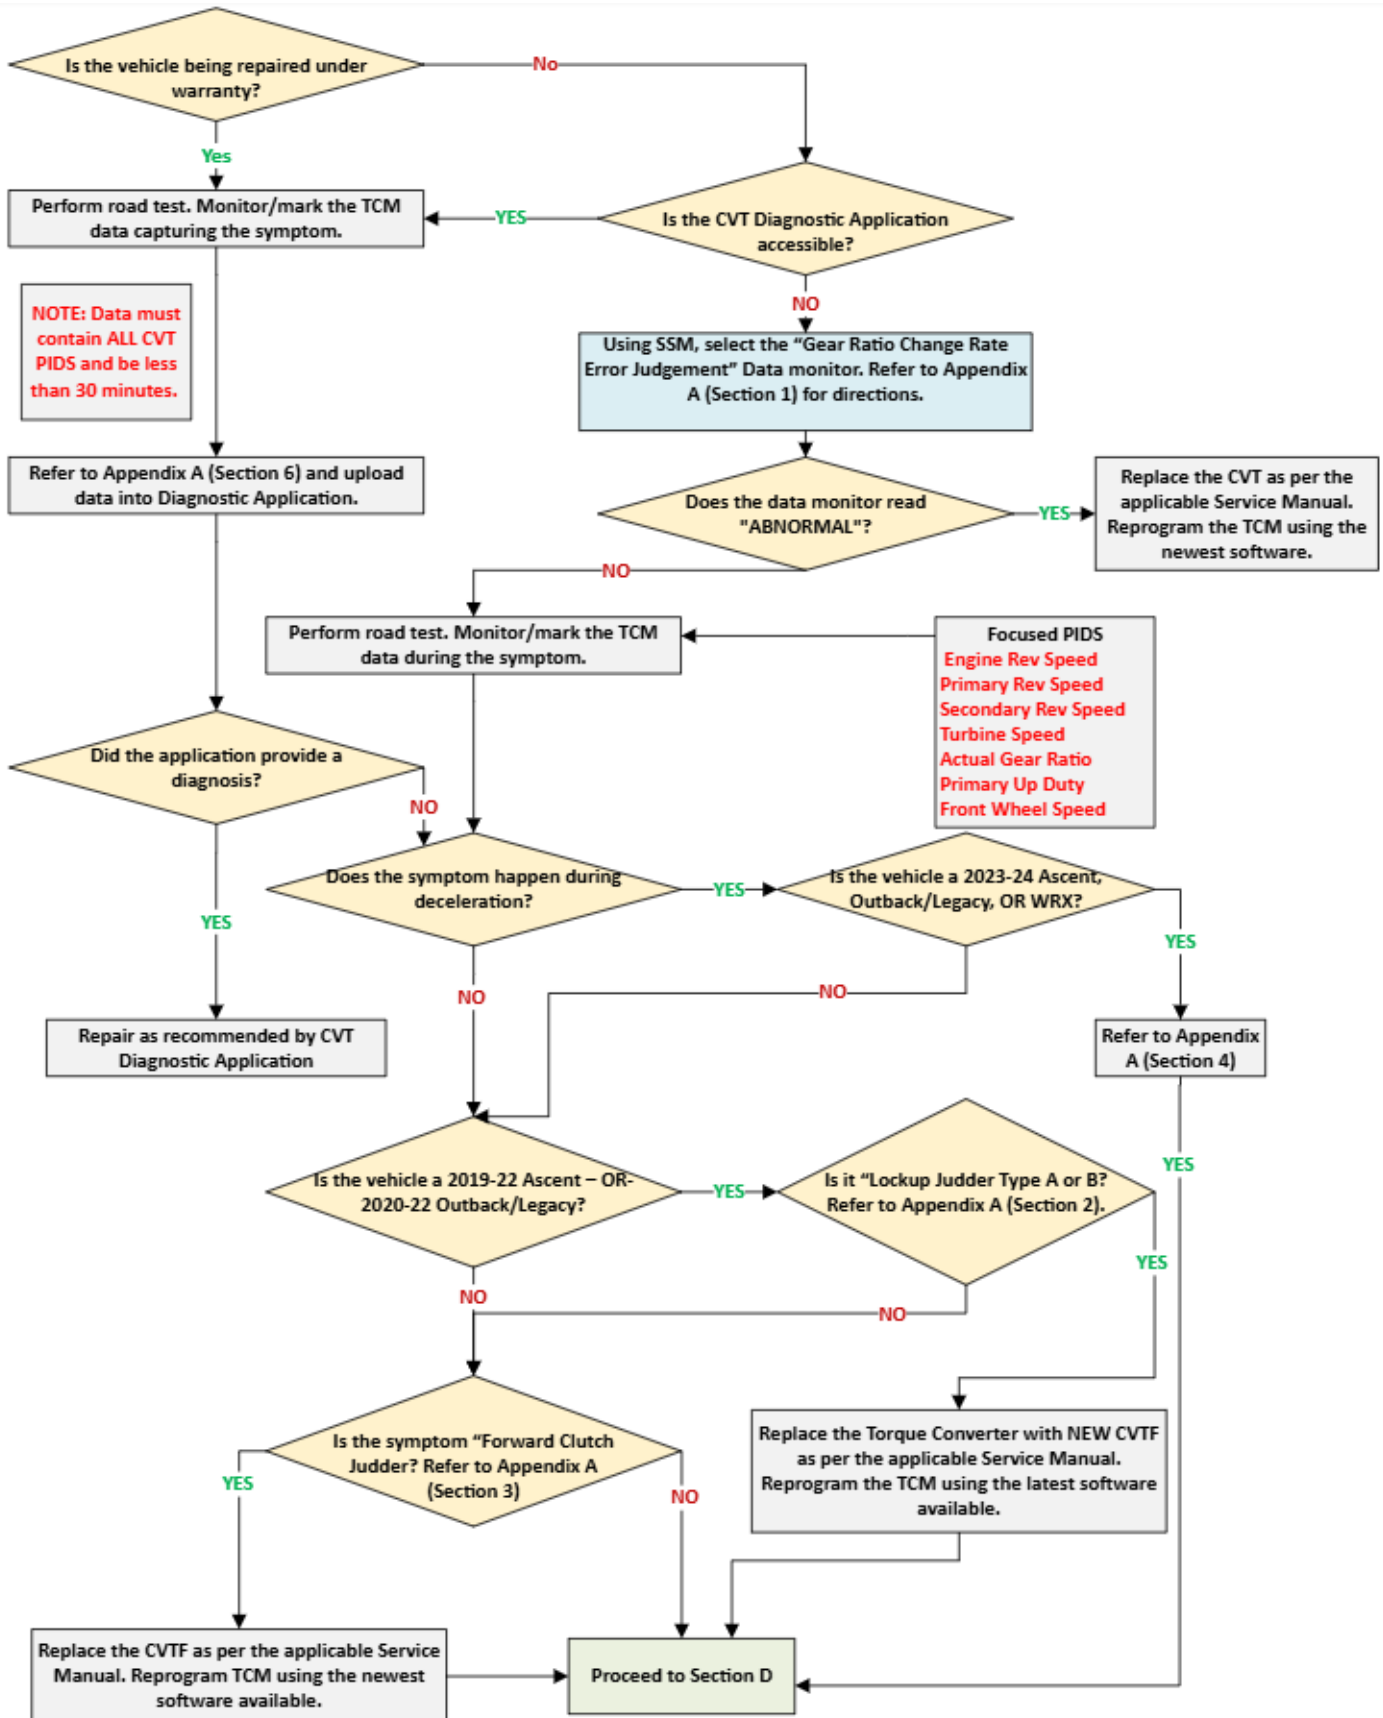 Is the vehicle being repaired under
warranty?
No
Yes
Perform road test. Monitor/mark the TCM
data capturing the symptom.
YES
Is the CVT Diagnostic Application
accessible?
NOTE: Data must
contain ALL CVT
PIDS and be less
than 30 minutes.
NO
Using SSM, select the “Gear Ratio Change Rate
Error Judgement” Data monitor. Refer to Appendix
A (Section 1) for directions.
Refer to Appendix A (Section 6) and upload
data into Diagnostic Application.
Does the data monitor read
"ABNORMAL"?
YES
Replace the CVT as per the
applicable Service Manual.
Reprogram the TCM using the
newest software.
NO
Perform road test. Monitor/mark the TCM
data during the symptom.
Focused PIDS
Engine Rev Speed
Primary Rev Speed
Secondary Rev Speed
Turbine Speed
Actual Gear Ratio
Primary Up Duty
Front Wheel Speed
Did the application provide a
diagnosis?
NO
Does the symptom happen during
deceleration?
YES
Is the vehicle a 2023-24 Ascent,
Outback/Legacy, OR WRX?
YES
YES
NO
NO
Repair as recommended by CVT
Diagnostic Application
Refer to Appendix
A (Section 4)
Is the vehicle a 2019-22 Ascent – OR-
2020-22 Outback/Legacy?
YES
Is it “Lockup Judder Type A or B?
Refer to Appendix A (Section 2).
YES
YES
NO
NO
Is the symptom “Forward Clutch
Judder? Refer to Appendix A
(Section 3)
YES
NO
Replace the Torque Converter with NEW CVTF
as per the applicable Service Manual.
Reprogram the TCM using the latest software
available.
Replace the CVTF as per the applicable Service
Manual. Reprogram TCM using the newest
software available.
Proceed to Section D